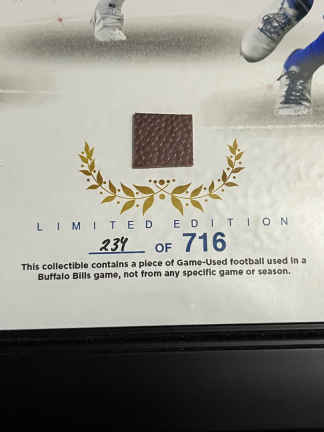 LIMITED EDITION
234 OF 716
This collectible contains a piece of Game-Used football used in a
Buffalo Bills game, not from any specific game or season.